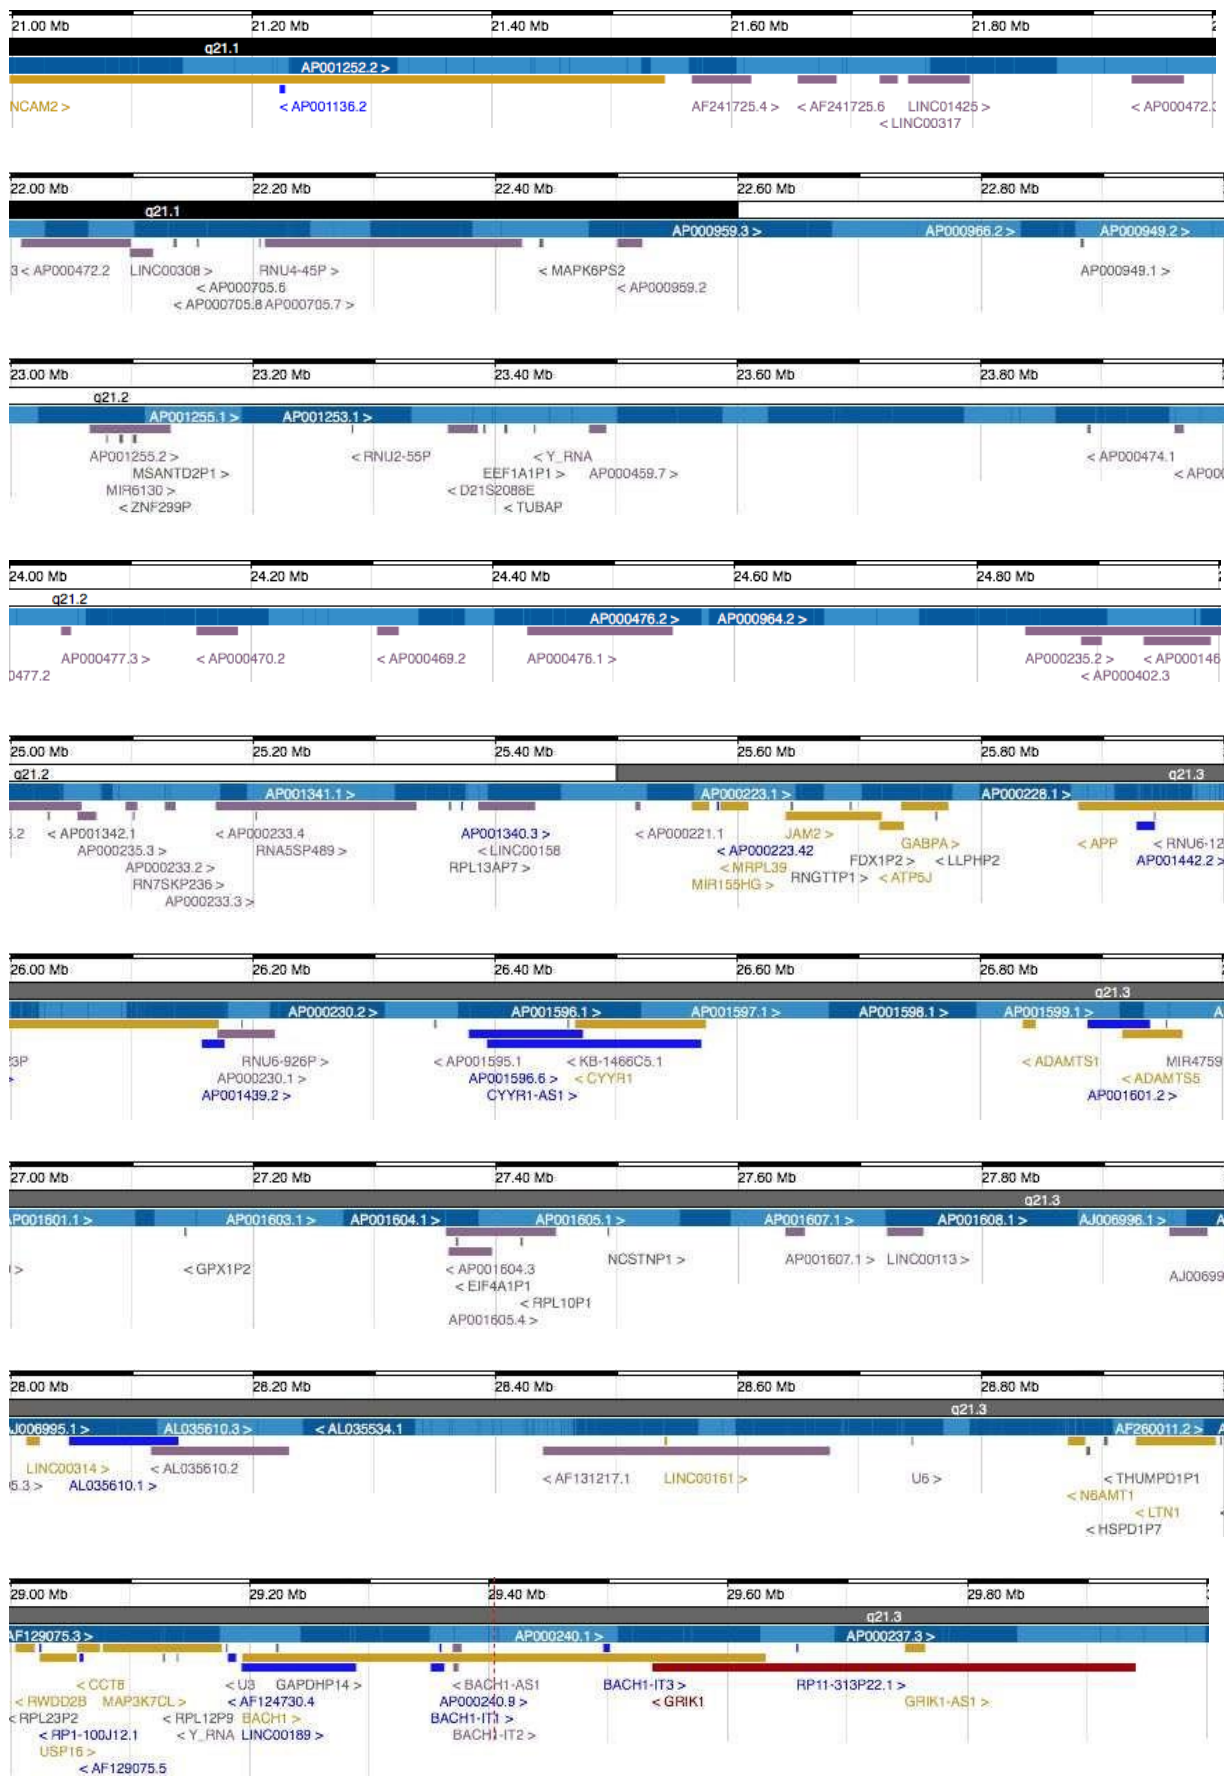 21.00 Mb 21.20 Mb 21.40 Mb 21.60 Mb 21.80 Mb
q21.1
AP001252.2 >
NCAM2 > < AP001136.2 AF241725.4 > < AF241725.6 LINC01425 > < AP000472.3
< LINC00317
22.00 Mb 22.20 Mb 22.40 Mb 22.60 Mb 22.80 Mb
q21.1
AP000959.3 > AP000966.2 > AP000949.2 >
3 < AP000472.2 LINC00308 > RNU4-45P > < MAPK6PS2 AP000949.1 >
< AP000705.6 < AP000959.2
< AP000705.8 AP000705.7 >
23.00 Mb 23.20 Mb 23.40 Mb 23.60 Mb 23.80 Mb
q21.2
AP001255.1 > AP001253.1 >
AP001255.2 > < RNU2-55P < Y_RNA < AP000474.1
MSANTD2P1 > EEF1A1P1 > AP000459.7 > < AP000
MIR6130 > < D21S2088E
< ZNF299P < TUBAP
24.00 Mb 24.20 Mb 24.40 Mb 24.60 Mb 24.80 Mb
q21.2
AP000476.2 > AP000964.2 >
AP000477.3 > < AP000470.2 < AP000469.2 AP000476.1 > AP000235.2 > < AP000146
0477.2 < AP000402.3
25.00 Mb 25.20 Mb 25.40 Mb 25.60 Mb 25.80 Mb
q21.2 q21.3
AP001341.1 > AP000223.1 > AP000228.1 >
.2 < AP001342.1 < AP000233.4 AP001340.3 > < AP000221.1 JAM2 > GABPA > < APP < RNU6-12
AP000235.3 > RNA5SP489 > < LINC00158 < AP000223.42 FDX1P2 > < LLPHP2 AP001442.2 >
AP000233.2 > RPL13AP7 > < MRPL39 RNGTTP1 > < ATP5J
RN7SKP236 > MIR155HG >
AP000233.3 >
26.00 Mb 26.20 Mb 26.40 Mb 26.60 Mb 26.80 Mb
q21.3
AP000230.2 > AP001596.1 > AP001597.1 > AP001598.1 > AP001599.1 > A
3P RNU6-926P > < AP001595.1 < KB-1466C5.1 < ADAMTS1 MIR4759
> AP000230.1 > AP001596.6 > < CYYR1 < ADAMTS5
AP001439.2 > CYYR1-AS1 > AP001601.2 >
27.00 Mb 27.20 Mb 27.40 Mb 27.60 Mb 27.80 Mb
q21.3
AP001601.1 > AP001603.1 > AP001604.1 > AP001605.1 > AP001607.1 > AP001608.1 > AJ006996.1 > A
> < GPX1P2 < AP001604.3 NCSTNP1 > AP001607.1 > LINC00113 > AJ00699
< EIF4A1P1
< RPL10P1
AP001605.4 >
28.00 Mb 28.20 Mb 28.40 Mb 28.60 Mb 28.80 Mb
q21.3
J006995.1 > AL035610.3 > < AL035534.1 AF260011.2 >
LINC00314 > < AL035610.2 < AF131217.1 LINC00161 > U6 > < THUMPD1P1
5.3 > AL035610.1 > < N6AMT1
< LTN1
< HSPD1P7
29.00 Mb 29.20 Mb 29.40 Mb 29.60 Mb 29.80 Mb
q21.3
AF129075.3 > AP000240.1 > AP000237.3 >
< CCT8 < U3 GAPDHP14 > < BACH1-AS1 BACH1-IT3 > RP11-313P22.1 >
< RWDD2B MAP3K7CL > < AF124730.4 AP000240.9 > < GRIK1 GRIK1-AS1 >
< RPL23P2 < RPL12P9 BACH1 > BACH1-IT1 >
< RP1-100J12.1 < Y_RNA LINC00189 > BACH1-IT2 >
USP16 >
< AF129075.5